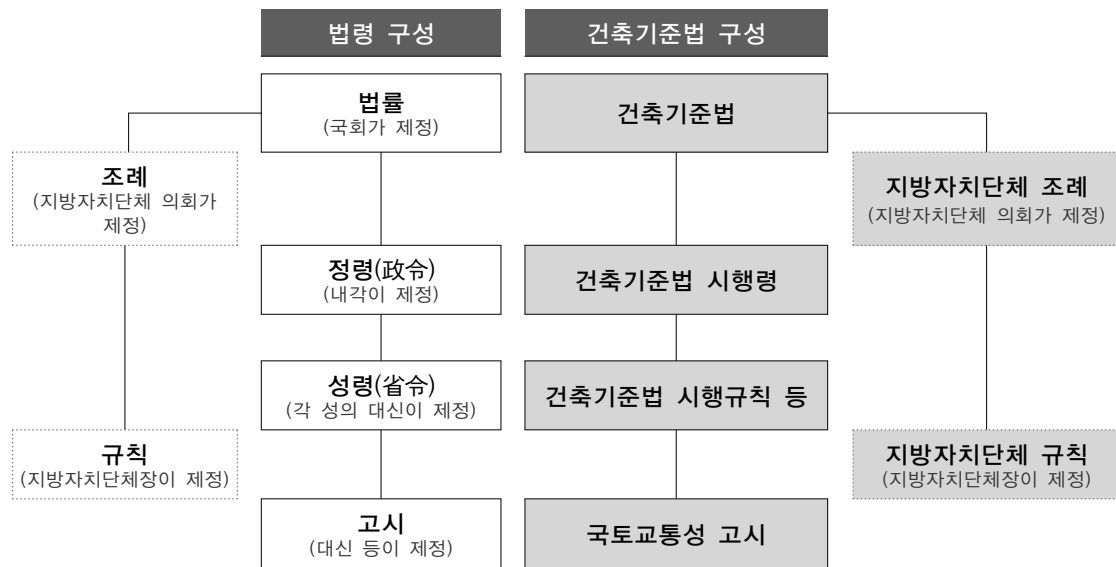 법령 구성
건축기준법 구성
법률
(국회가 제정)
건축기준법
조례
(지방자치단체 의회가
제정)
지방자치단체 조례
(지방자치단체 의회가 제정)
정령(政令)
(내각이 제정)
건축기준법 시행령
성령(省令)
(각 성의 대신이 제정)
건축기준법 시행규칙 등
규칙
(지방자치단체장이 제정)
지방자치단체 규칙
(지방자치단체장이 제정)
고시
(대신 등이 제정)
국토교통성 고시